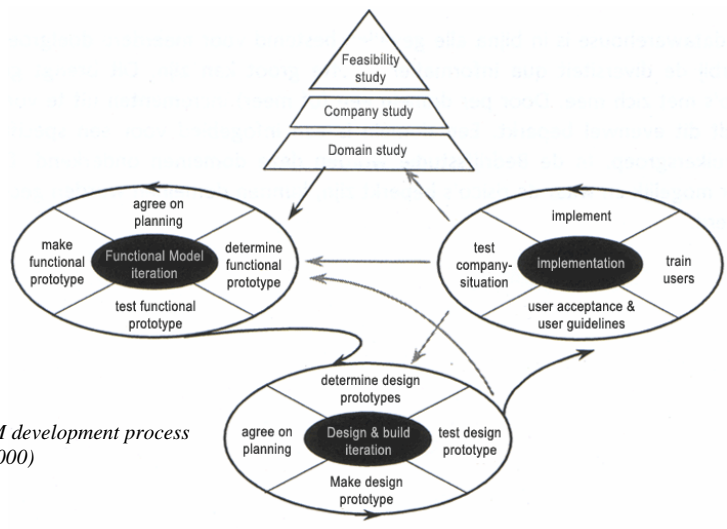 Feasibility
study
Company study
Domain study
agree on
planning
make
functional
prototype
Functional Model
iteration
determine
functional
prototype
test functional
prototype
implement
test
company-
situation
implementation
train
users
user acceptance &
user guidelines
determine design
prototypes
agree on
planning
Design & build
iteration
test design
prototype
Make design
prototype
M development process
000)